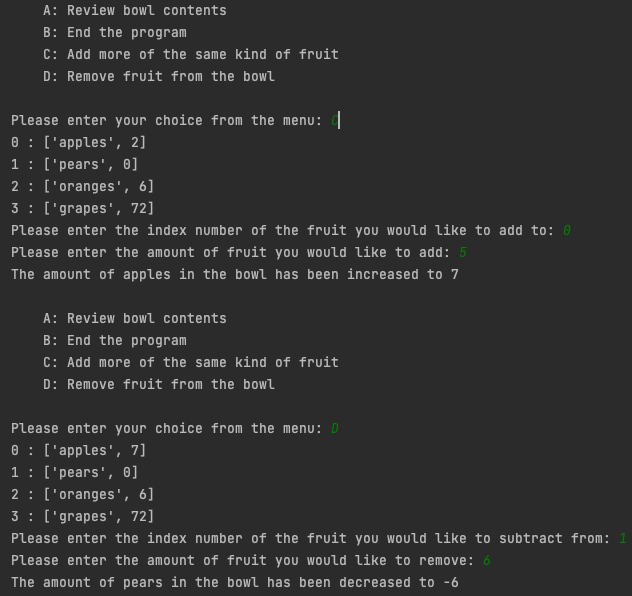 A: Review bowl contents
B: End the program
C: Add more of the same kind of fruit
D: Remove fruit from the bowl
Please enter your choice from the menu: C
0 : ['apples', 2]
1 : ['pears', 0]
2 : ['oranges', 6]
3 : ['grapes', 72]
Please enter the index number of the fruit you would like to add to: 0
Please enter the amount of fruit you would like to add: 5
The amount of apples in the bowl has been increased to 7
A: Review bowl contents
B: End the program
C: Add more of the same kind of fruit
D: Remove fruit from the bowl
Please enter your choice from the menu: D
0 : ['apples', 7]
1 : ['pears', 0]
2 : ['oranges', 6]
3 : ['grapes', 72]
Please enter the index number of the fruit you would like to subtract from: 1
Please enter the amount of fruit you would like to remove: 6
The amount of pears in the bowl has been decreased to -6